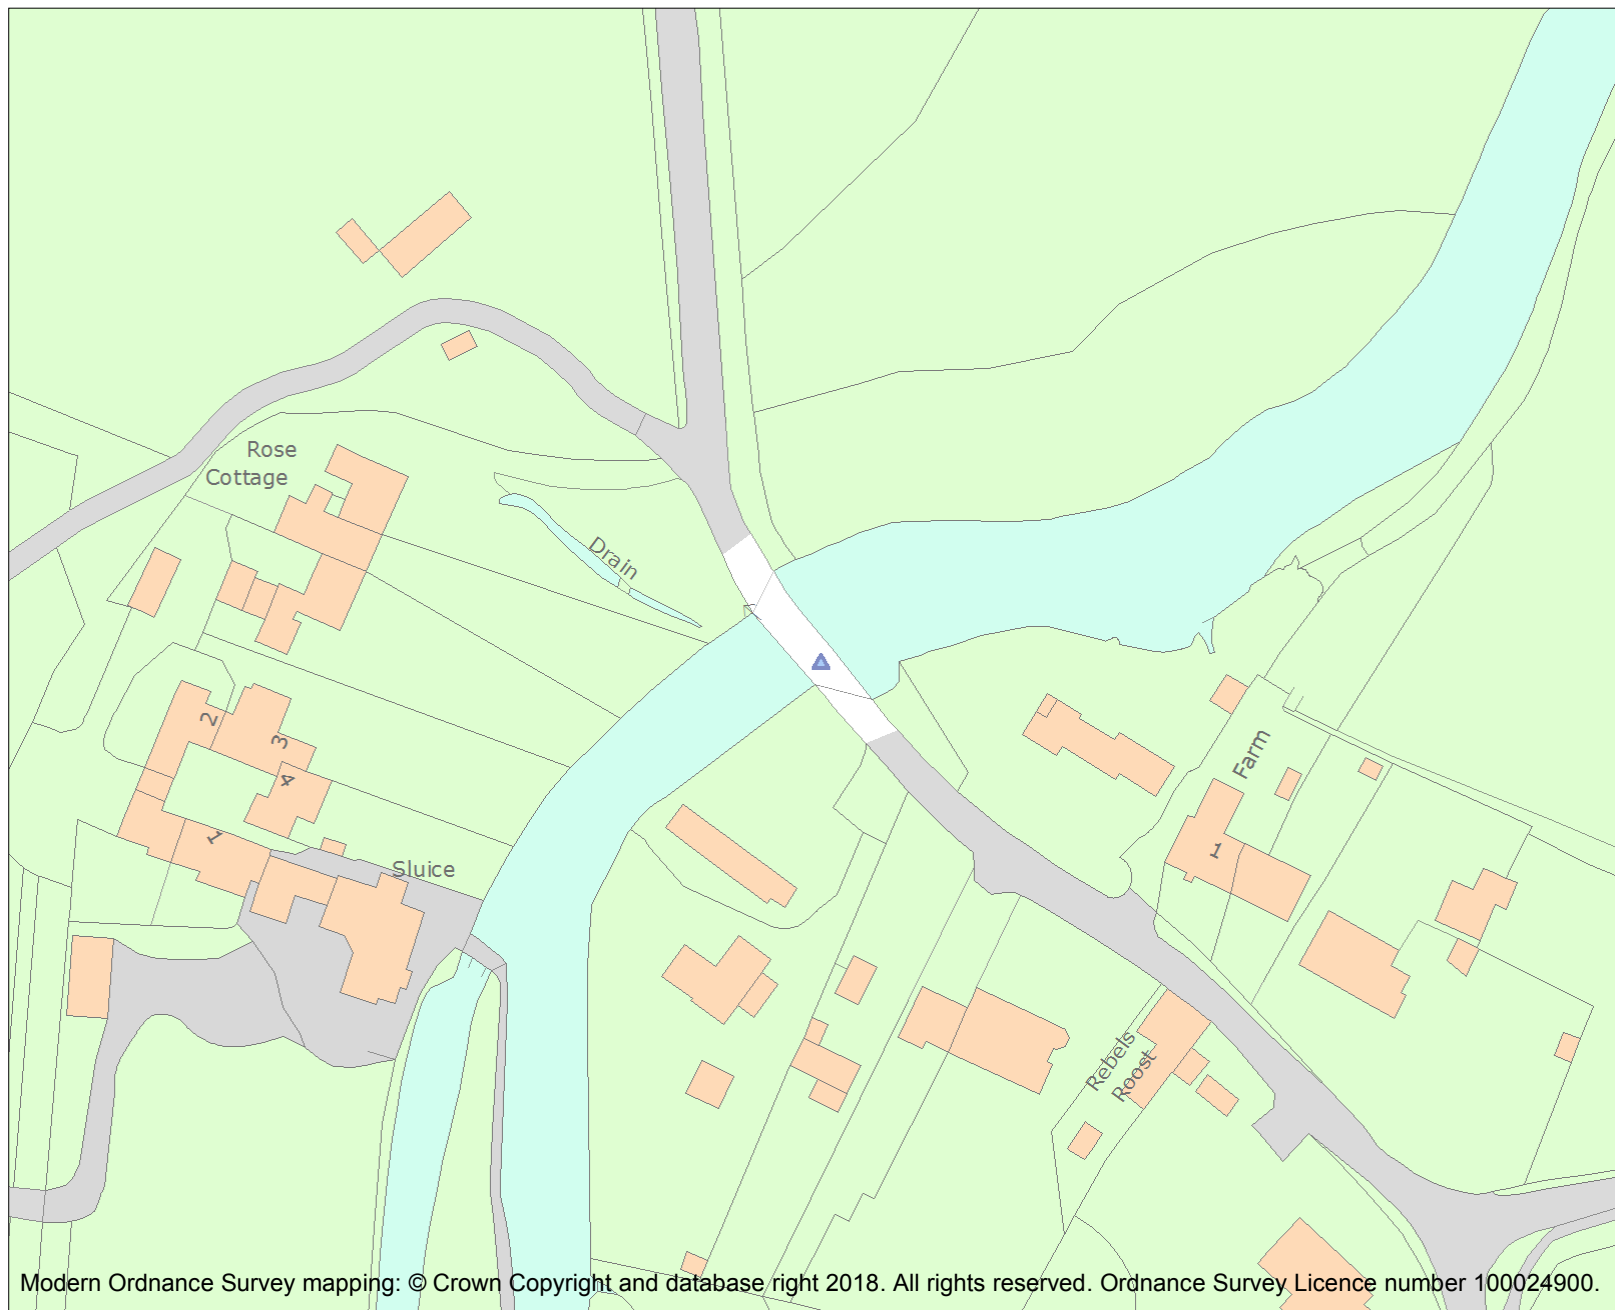 Rose
Cottage
Drain
2
3
4
1
Sluice
Farm
1
Rebels
Roost
Modern Ordnance Survey mapping: © Crown Copyright and database right 2018. All rights reserved. Ordnance Survey Licence number 100024900.